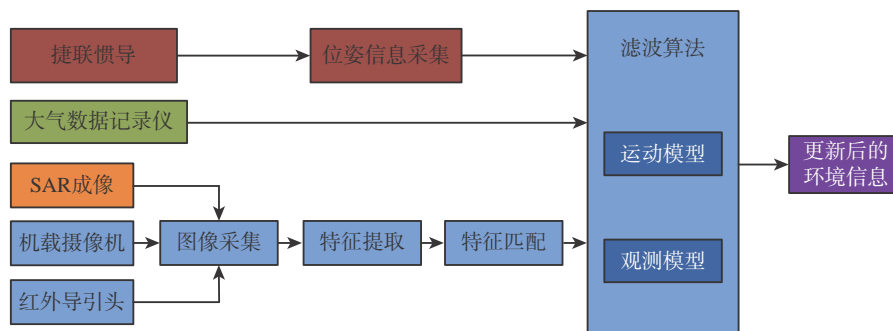 捷联惯导
位姿信息采集
滤波算法
大气数据记录仪
运动模型
更新后的
环境信息
SAR成像
机载摄像机
图像采集
特征提取
特征匹配
观测模型
红外导引头